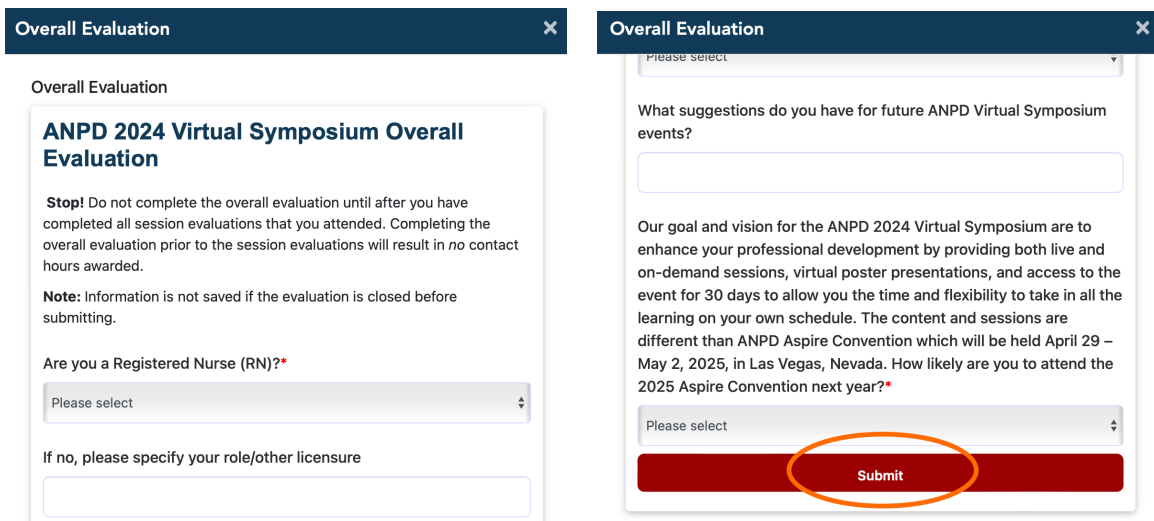 Overall Evaluation ×
Overall Evaluation
ANPD 2024 Virtual Symposium Overall
Evaluation
Stop! Do not complete the overall evaluation until after you have
completed all session evaluations that you attended. Completing the
overall evaluation prior to the session evaluations will result in no contact
hours awarded.
Note: Information is not saved if the evaluation is closed before
submitting.
Are you a Registered Nurse (RN)?*
Please select
If no, please specify your role/other licensure
Overall Evaluation ×
Please select
What suggestions do you have for future ANPD Virtual Symposium
events?
Our goal and vision for the ANPD 2024 Virtual Symposium are to
enhance your professional development by providing both live and
on-demand sessions, virtual poster presentations, and access to the
event for 30 days to allow you the time and flexibility to take in all the
learning on your own schedule. The content and sessions are
different than ANPD Aspire Convention which will be held April 29 –
May 2, 2025, in Las Vegas, Nevada. How likely are you to attend the
2025 Aspire Convention next year?*
Please select
Submit